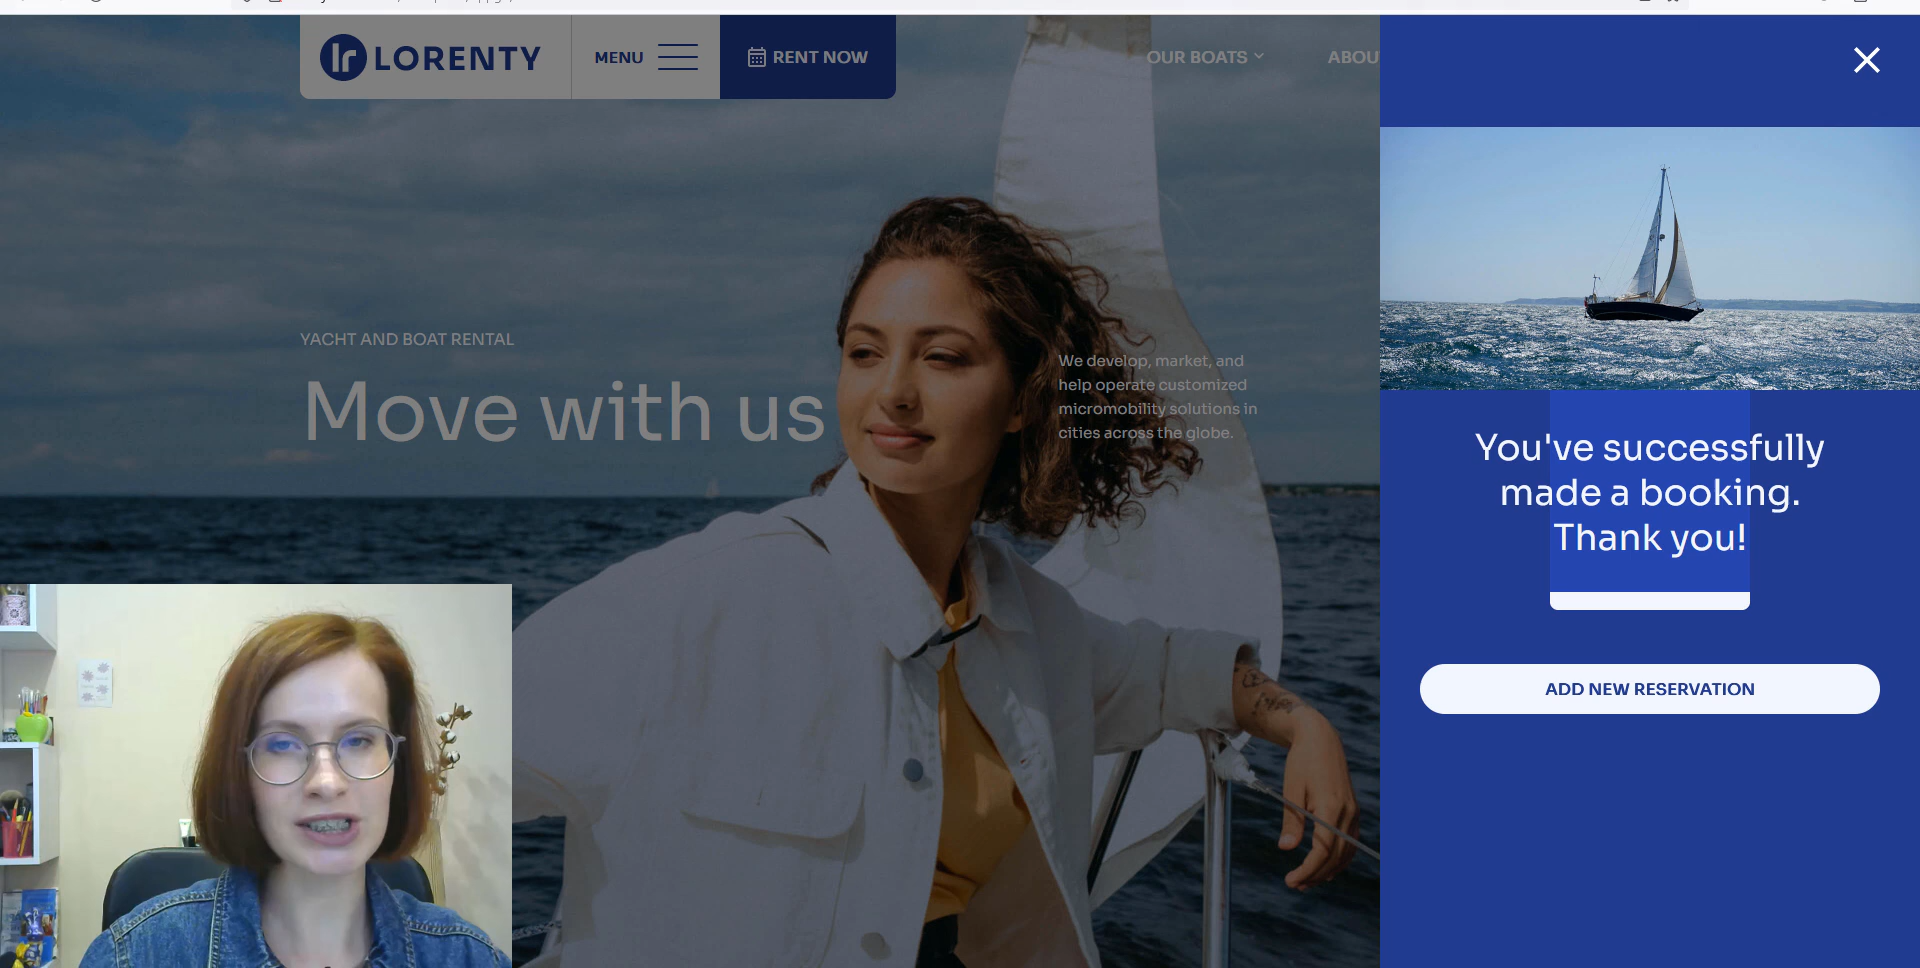 lr LORENTY
MENU
RENT NOW
OUR BOATS
ABOU
YACHT AND BOAT RENTAL
Move with us
We develop, market, and
help operate customized
micromobility solutions in
cities across the globe.
You've successfully
made a booking.
Thank you!
ADD NEW RESERVATION